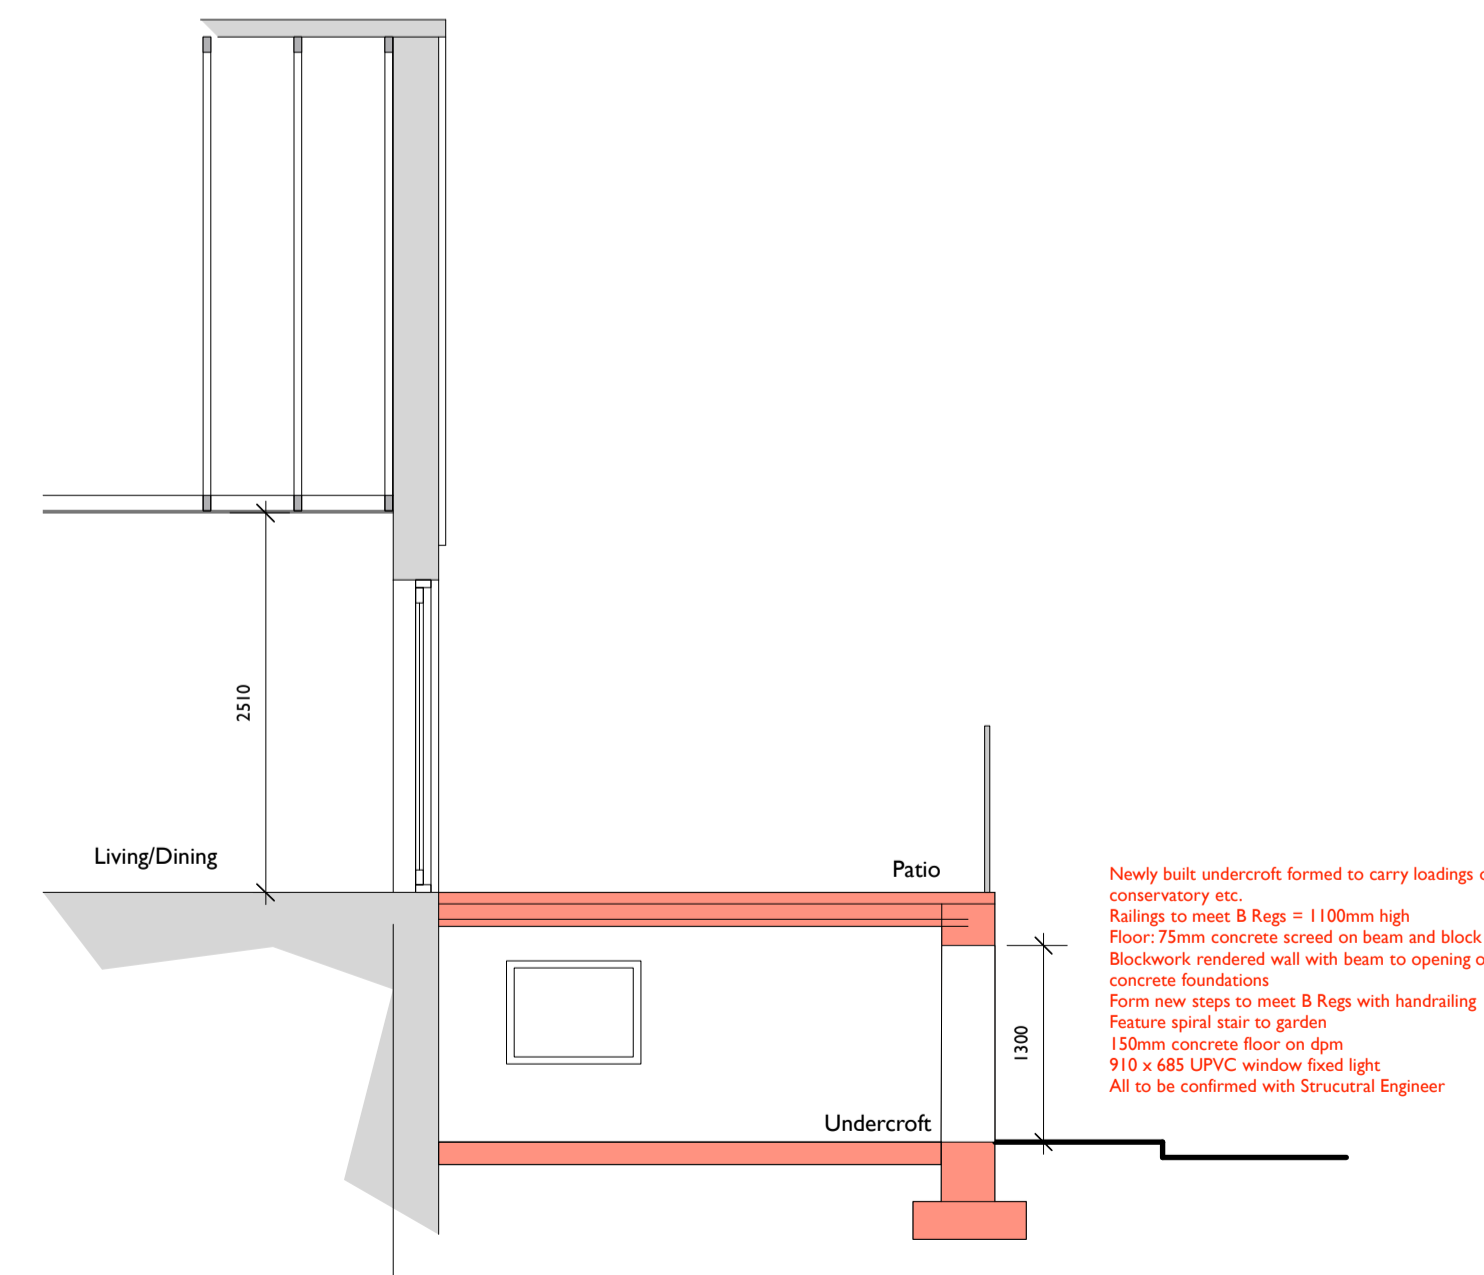 2510
Living/Dining
Patio
Newly built undercroft formed to carry loadings
conservatory etc.
Railings to meet B Regs = 1100mm high
Floor: 75mm concrete screed on beam and block
Blockwork rendered wall with beam to opening
concrete foundations
Form new steps to meet B Regs with handrailing
Feature spiral stair to garden
150mm concrete floor on dpm
910 x 685 UPVC window fixed light
All to be confirmed with Strucutral Engineer
1300
Undercroft